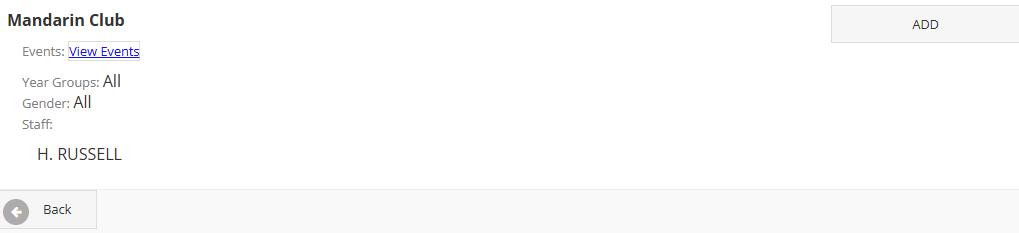 Mandarin Club
ADD
Events: View Events
Year Groups: All
Gender: All
Staff:
H. RUSSELL
Back